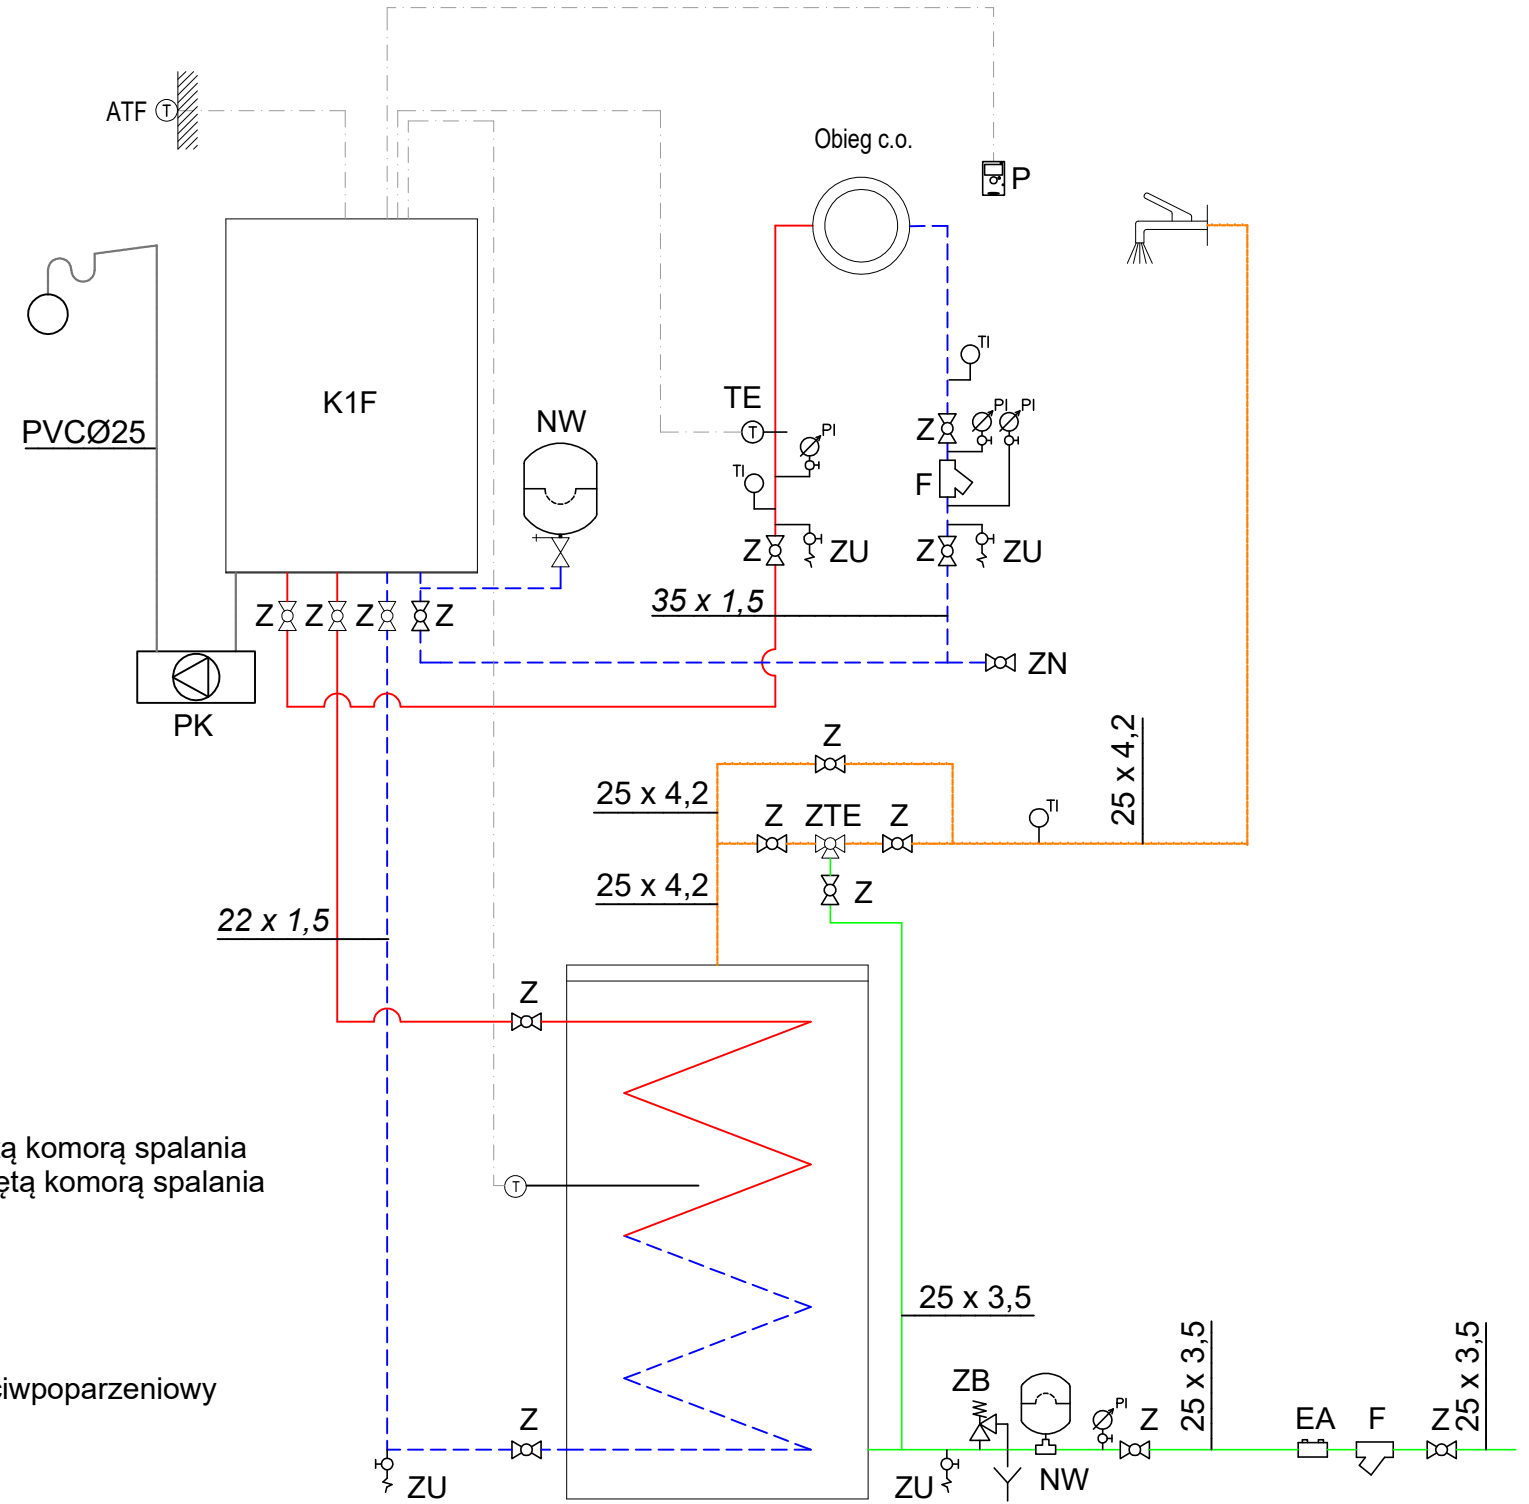 ATF T
Obieg c.o.
P
K1F
PVCØ25
NW
TE
T
PI
TI
TI
Z
PI
PI
F
Z
ZU
Z
ZU
35 x 1,5
Z
Z
Z
Z
ZN
PK
Z
25 x 4,2
25 x 4,2
Z
ZTE
Z
TI
25 x 4,2
Z
22 x 1,5
Z
ą komorą spalania
ętą komorą spalania
T
25 x 3,5
25 x 3,5
25 x 3,5
iwpoparzeniowy
ZB
PI
Z
EA
F
Z
Z
ZU
ZU
NW